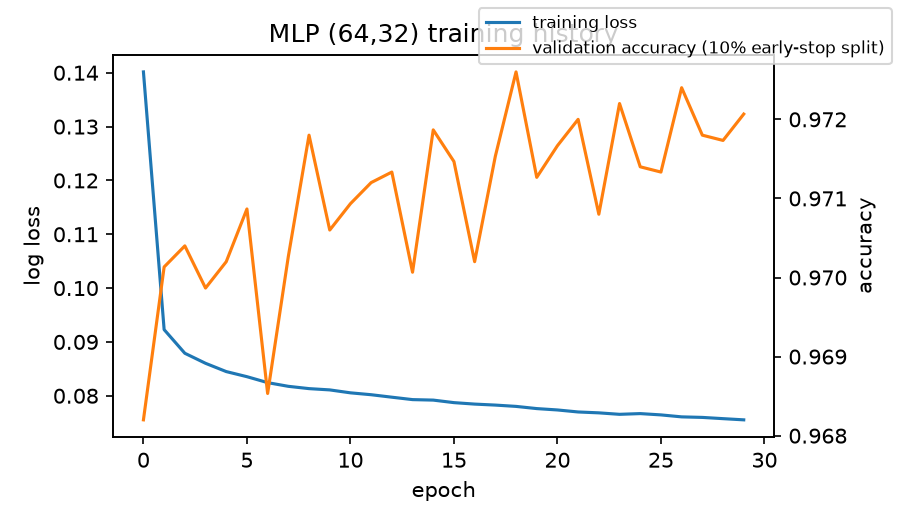 MLP (64,32) training history
training loss
validation accuracy (10% early-stop split)
0.14
0.13
0.12
0.11
0.10
0.09
0.08
log loss
0.972
0.971
0.970
0.969
0.968
accuracy
0 5 10 15 20 25 30
epoch